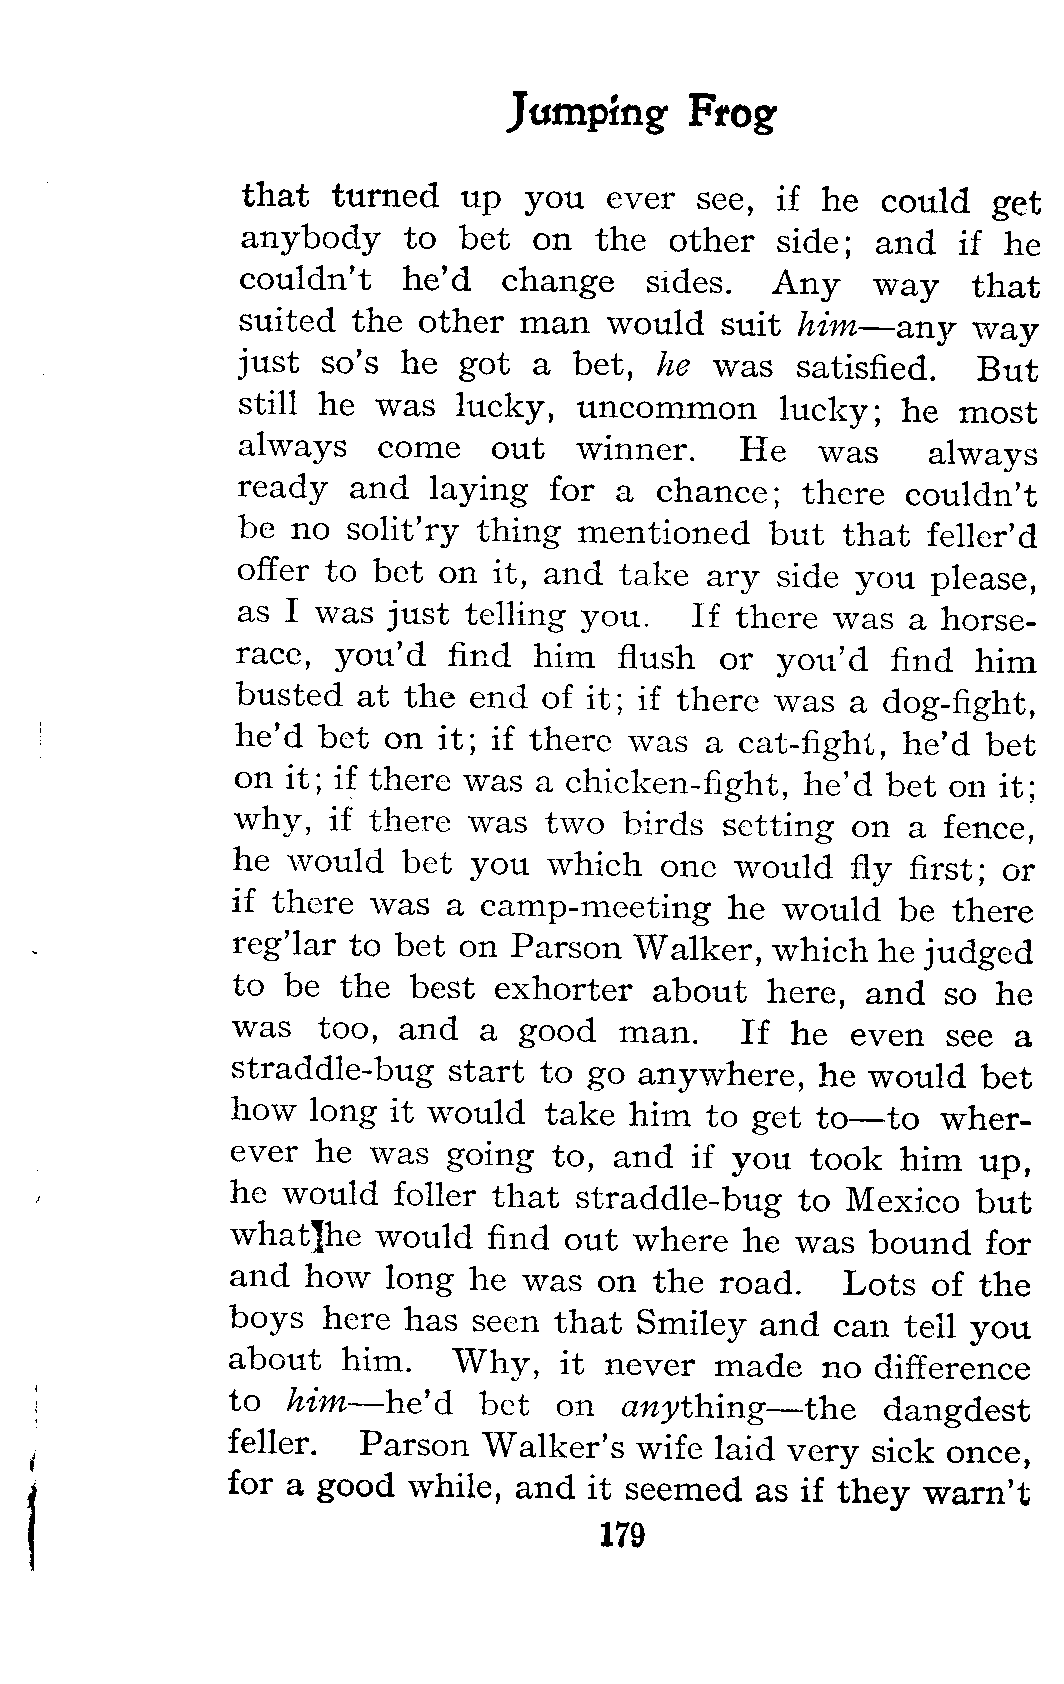 Jumping Frog
that turned up you ever see, if he could get
anybody to bet on the other side; and if he
couldn't he'd change sides. Any way that
suited the other man would suit him—any way
just so's he got a bet, he was satisfied. But
still he was lucky, uncommon lucky; he most
always come out winner. He was always
ready and laying for a chance; there couldn't
be no solit'ry thing mentioned but that feller'd
offer to bet on it, and take ary side you please,
as I was just telling you. If there was a horse-
race, you'd find him flush or you'd find him
busted at the end of it; if there was a dog-fight,
he'd bet on it; if there was a cat-fight, he'd bet
on it; if there was a chicken-fight, he'd bet on it;
why, if there was two birds setting on a fence,
he would bet you which one would fly first; or
if there was a camp-meeting he would be there
reg'lar to bet on Parson Walker, which he judged
to be the best exhorter about here, and so he
was too, and a good man. If he even see a
straddle-bug start to go anywhere, he would bet
how long it would take him to get to—to wher-
ever he was going to, and if you took him up,
he would foller that straddle-bug to Mexico but
what he would find out where he was bound for
and how long he was on the road. Lots of the
boys here has seen that Smiley and can tell you
about him. Why, it never made no difference
to him—he'd bet on anything—the dangdest
feller. Parson Walker's wife laid very sick once,
for a good while, and it seemed as if they warn't
179